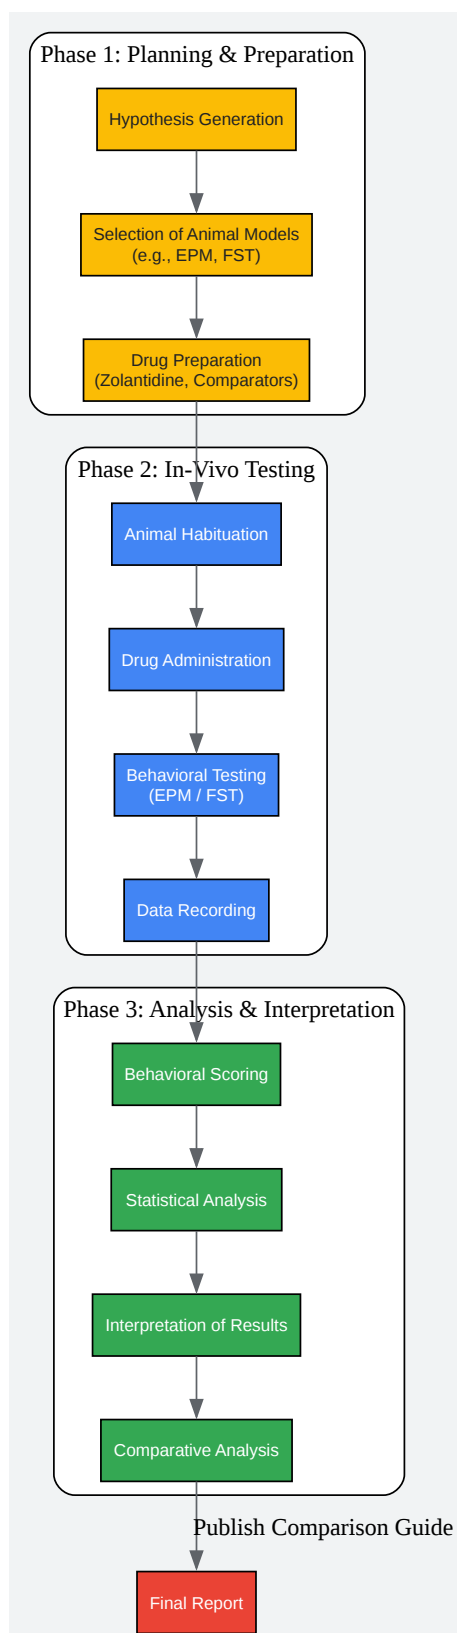 Phase 1: Planning & Preparation
Hypothesis Generation
Selection of Animal Models
(e.g., EPM, FST)
Drug Preparation
(Zolantidine, Comparators)
Phase 2: In-Vivo Testing
Animal Habituation
Drug Administration
Behavioral Testing
(EPM / FST)
Data Recording
Phase 3: Analysis & Interpretation
Behavioral Scoring
Statistical Analysis
Interpretation of Results
Comparative Analysis
Publish Comparison Guide
Final Report